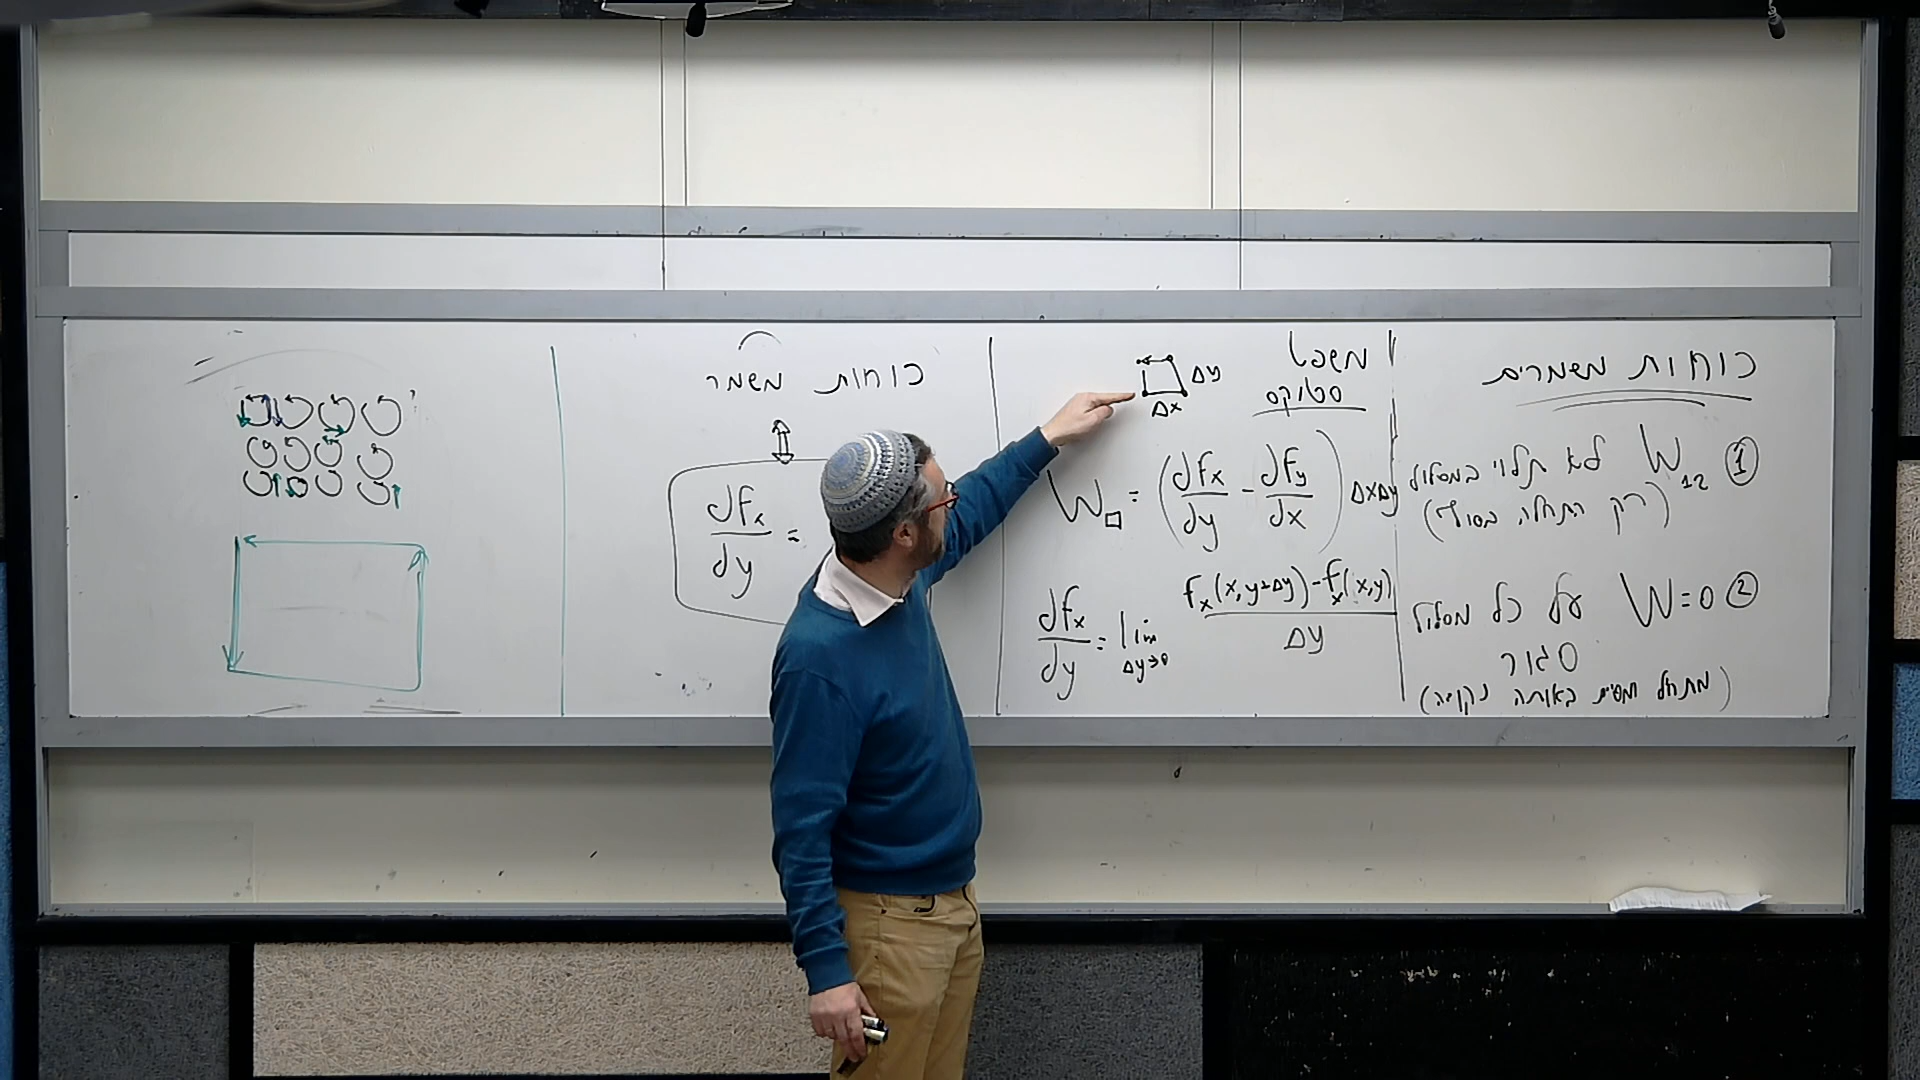 כוחות משמרים
① W₁₂ לא תלוי במסלול
(רק התחלה, בסוף)
② W=0 על כל מסלול
סגור
(מתחיל ומסיים באותה נקודה)
משפט
סטוקס
Δy
Δx
W□ = (dfx/dy - dfy/dx) ΔxΔy
dfx/dy = lim Δy→0 (fx(x,y+Δy)-fx(x,y))/Δy
כוחות משמר
⇕
dfx/dy =